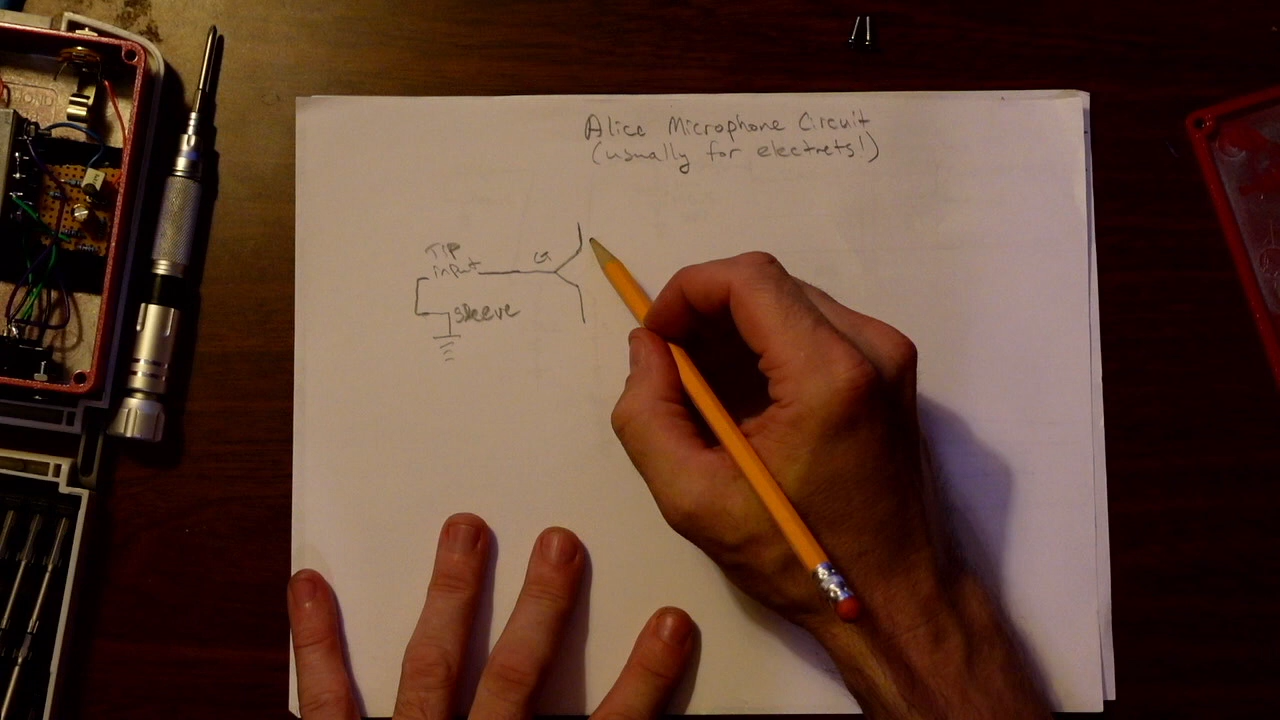 Alice Microphone Circuit
(usually for electrets!)
TIP
input
G
sleeve